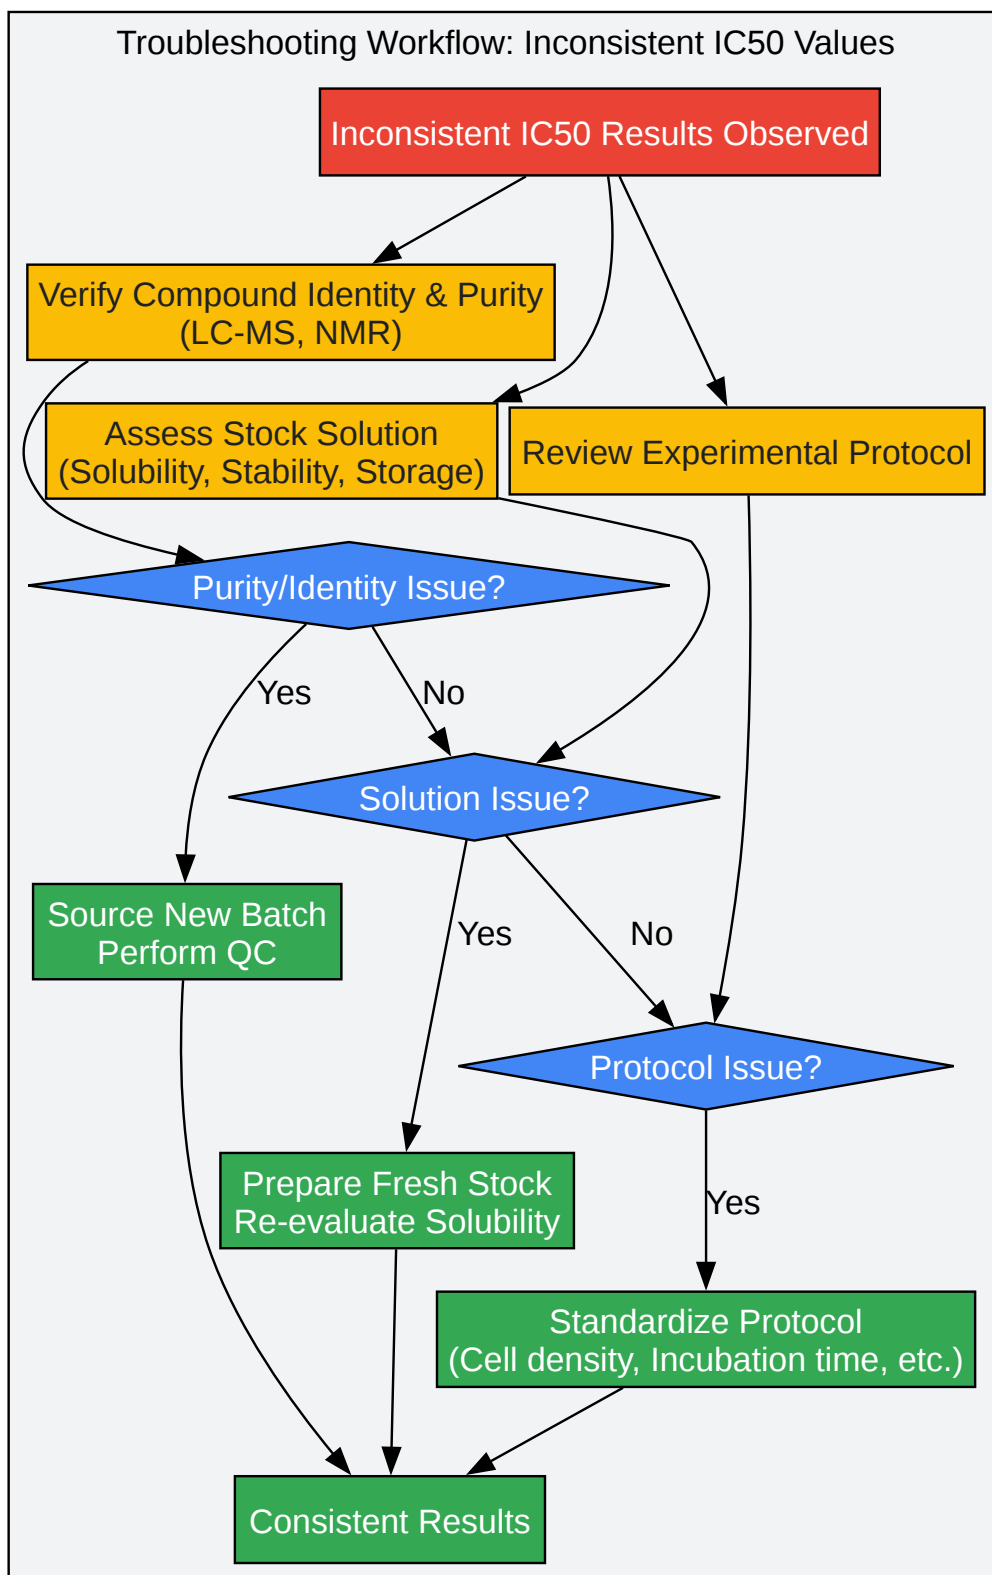 Troubleshooting Workflow: Inconsistent IC50 Values
Inconsistent IC50 Results Observed
Verify Compound Identity & Purity
(LC-MS, NMR)
Assess Stock Solution
(Solubility, Stability, Storage)
Review Experimental Protocol
Purity/Identity Issue?
Yes
No
Solution Issue?
Source New Batch
Perform QC
Yes
No
Protocol Issue?
Prepare Fresh Stock
Re-evaluate Solubility
Yes
Standardize Protocol
(Cell density, Incubation time, etc.)
Consistent Results